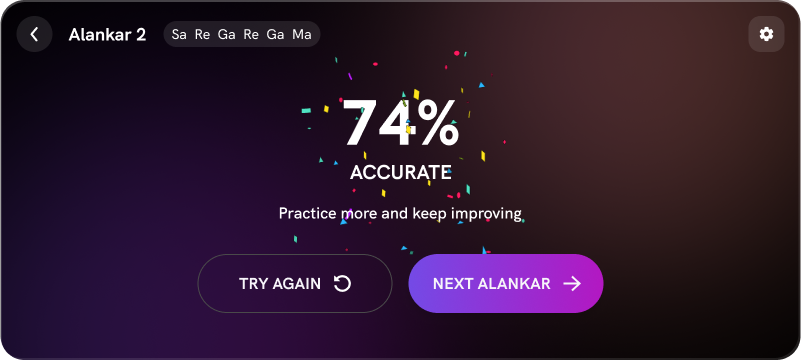 Alankar 2 Sa Re Ga Re Ga Ma
74%
ACCURATE
Practice more and keep improving
TRY AGAIN NEXT ALANKAR